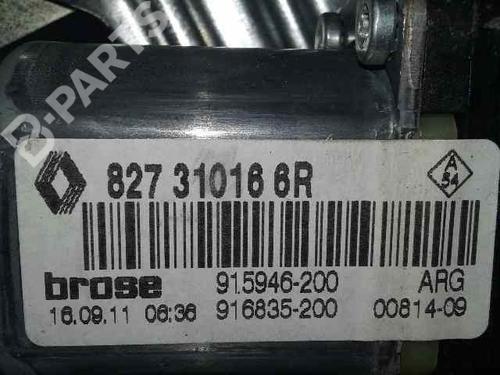 B-PARTS
827 31016 6R
A
54
brose
915946-200
ARG
16.09.11 06:36
916835-200
00814-09